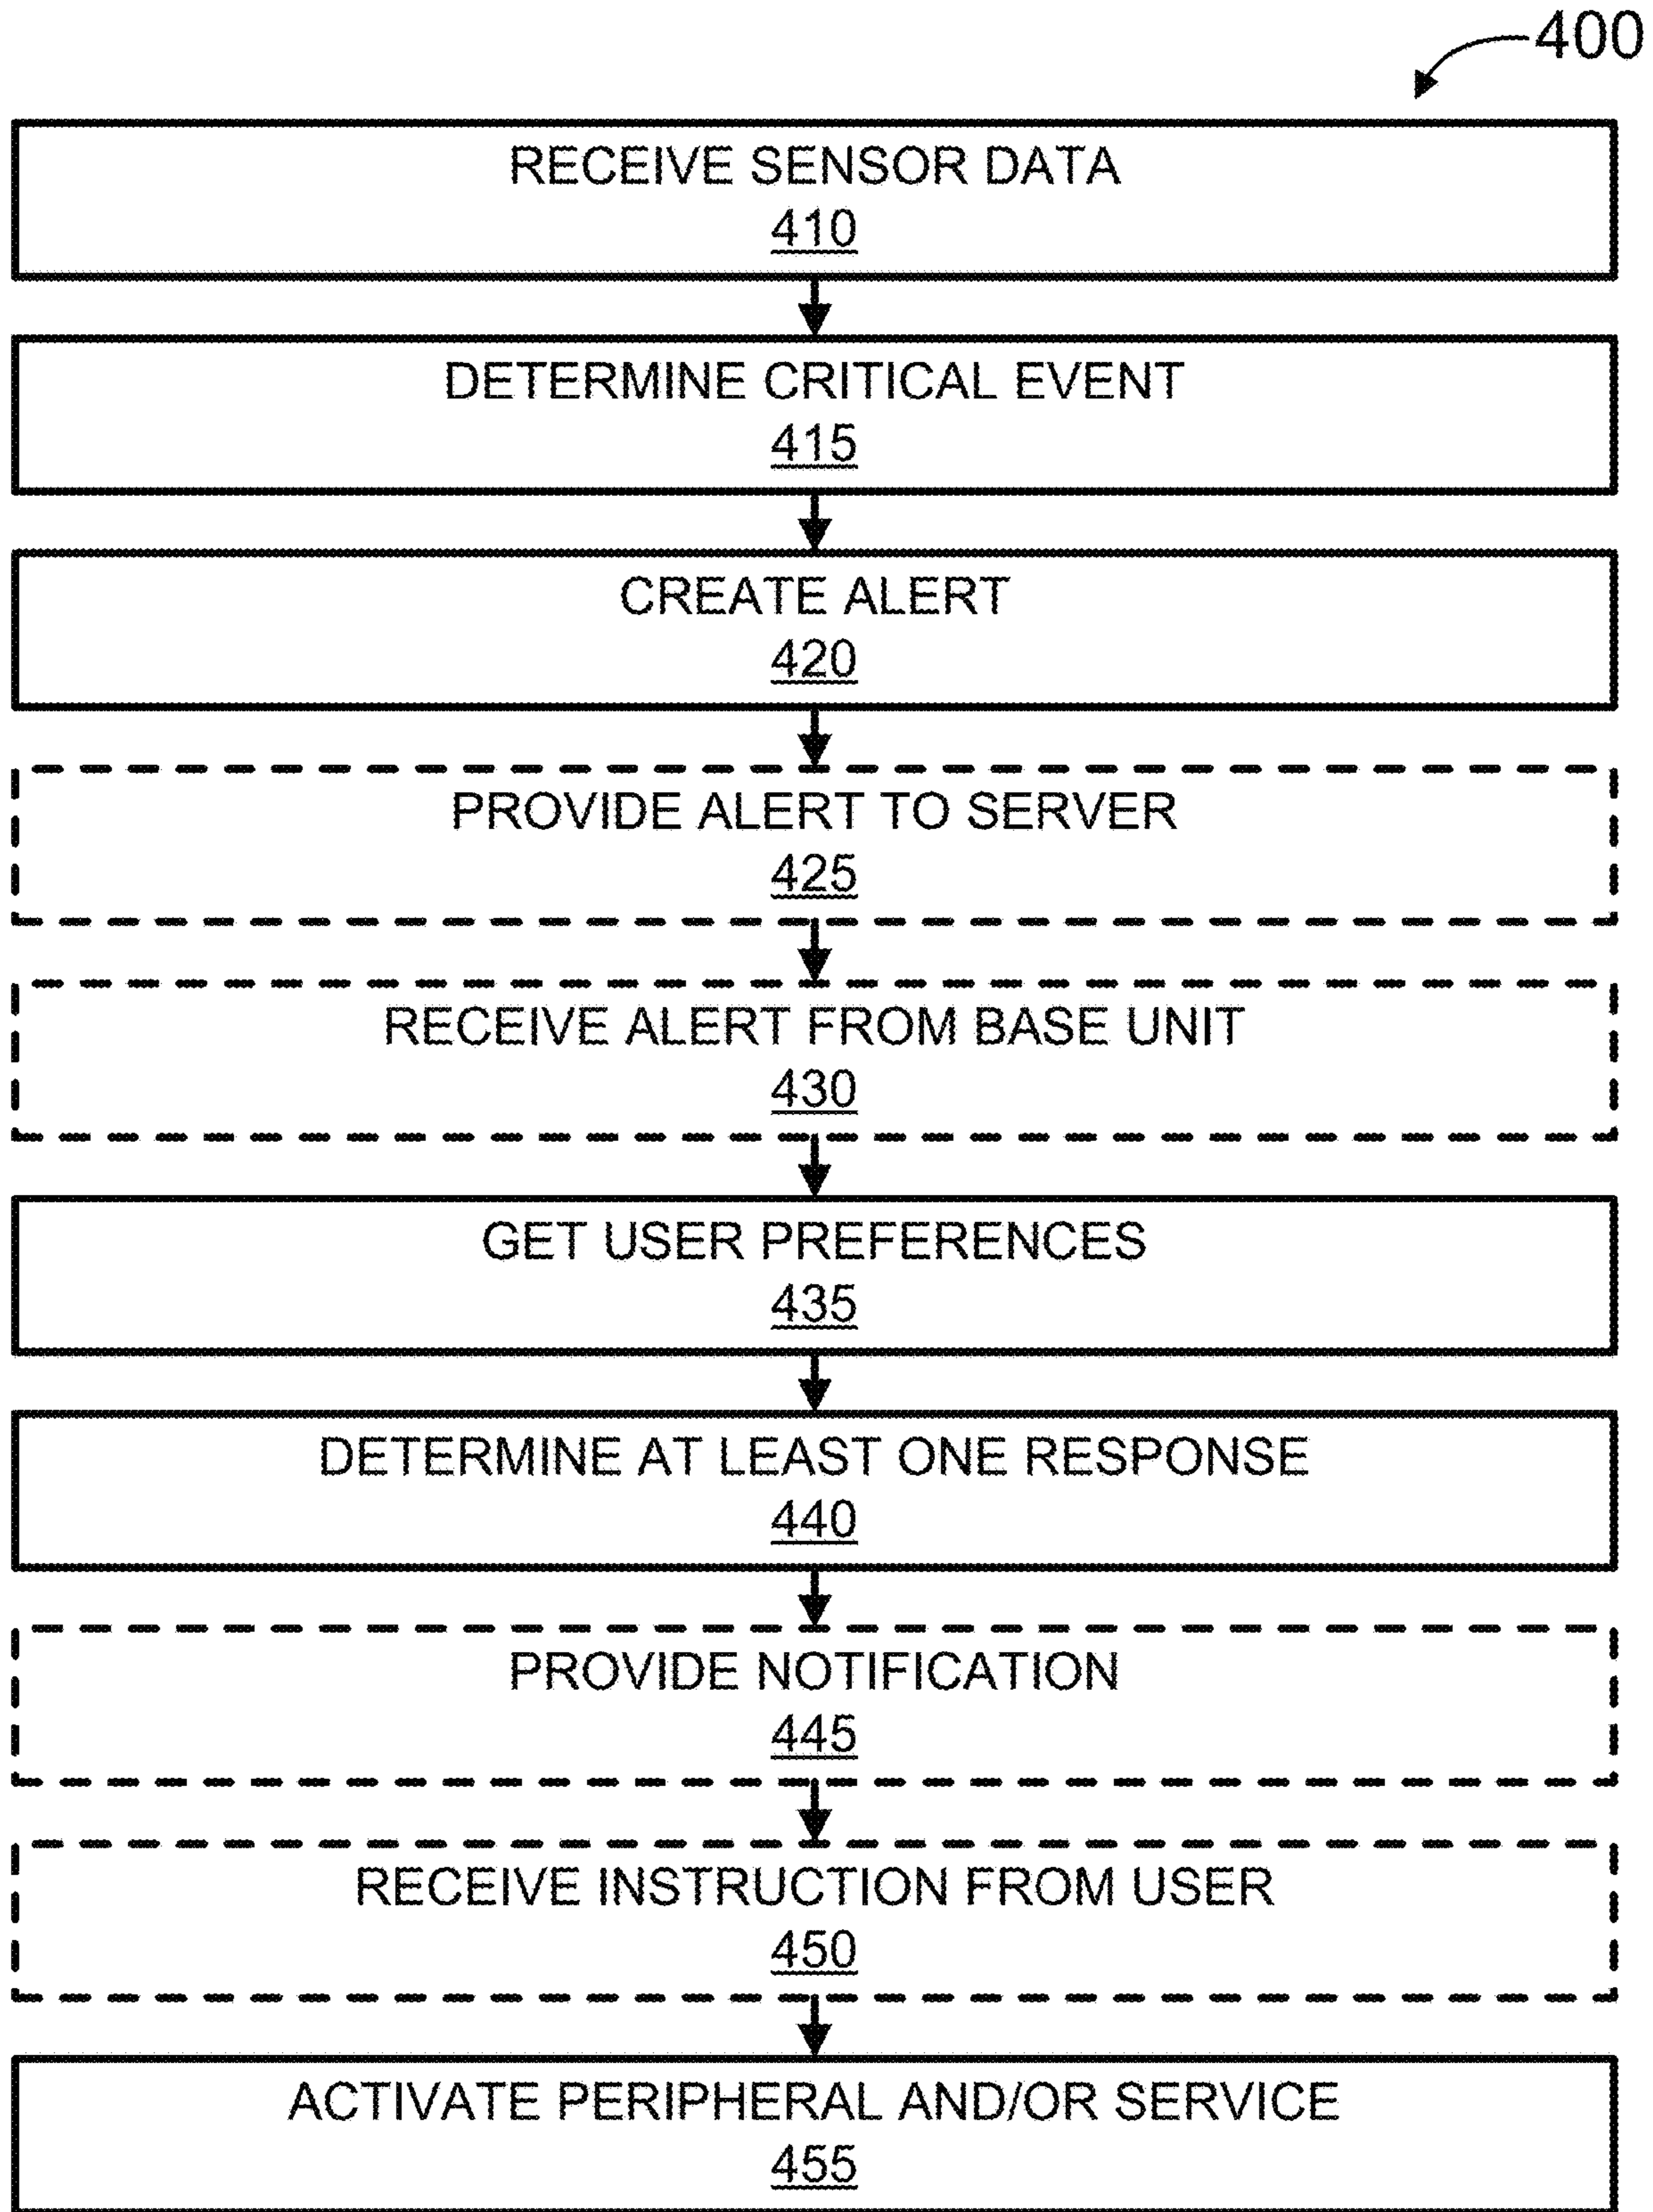 400
RECEIVE SENSOR DATA
410
DETERMINE CRITICAL EVENT
415
CREATE ALERT
420
PROVIDE ALERT TO SERVER
425
RECEIVE ALERT FROM BASE UNIT
430
GET USER PREFERENCES
435
DETERMINE AT LEAST ONE RESPONSE
440
PROVIDE NOTIFICATION
445
RECEIVE INSTRUCTION FROM USER
450
ACTIVATE PERIPHERAL AND/OR SERVICE
455